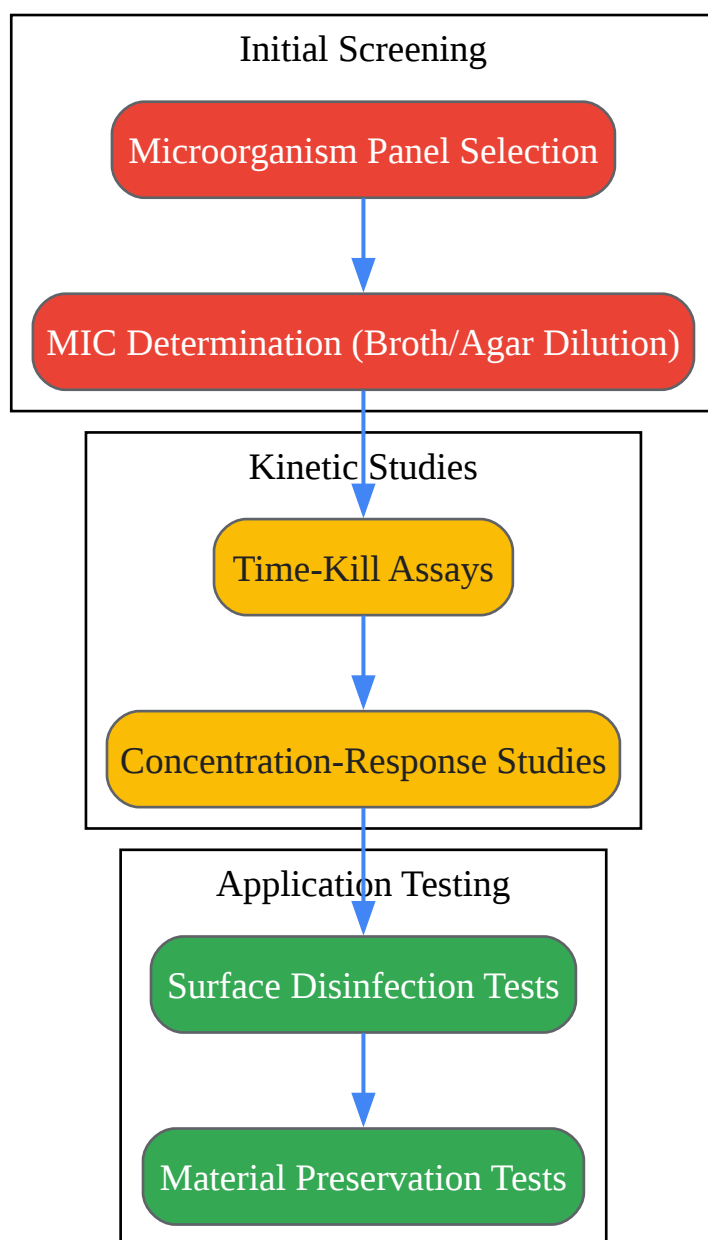 Initial Screening
Microorganism Panel Selection
MIC Determination (Broth/Agar Dilution)
Kinetic Studies
Time-Kill Assays
Concentration-Response Studies
Application Testing
Surface Disinfection Tests
Material Preservation Tests